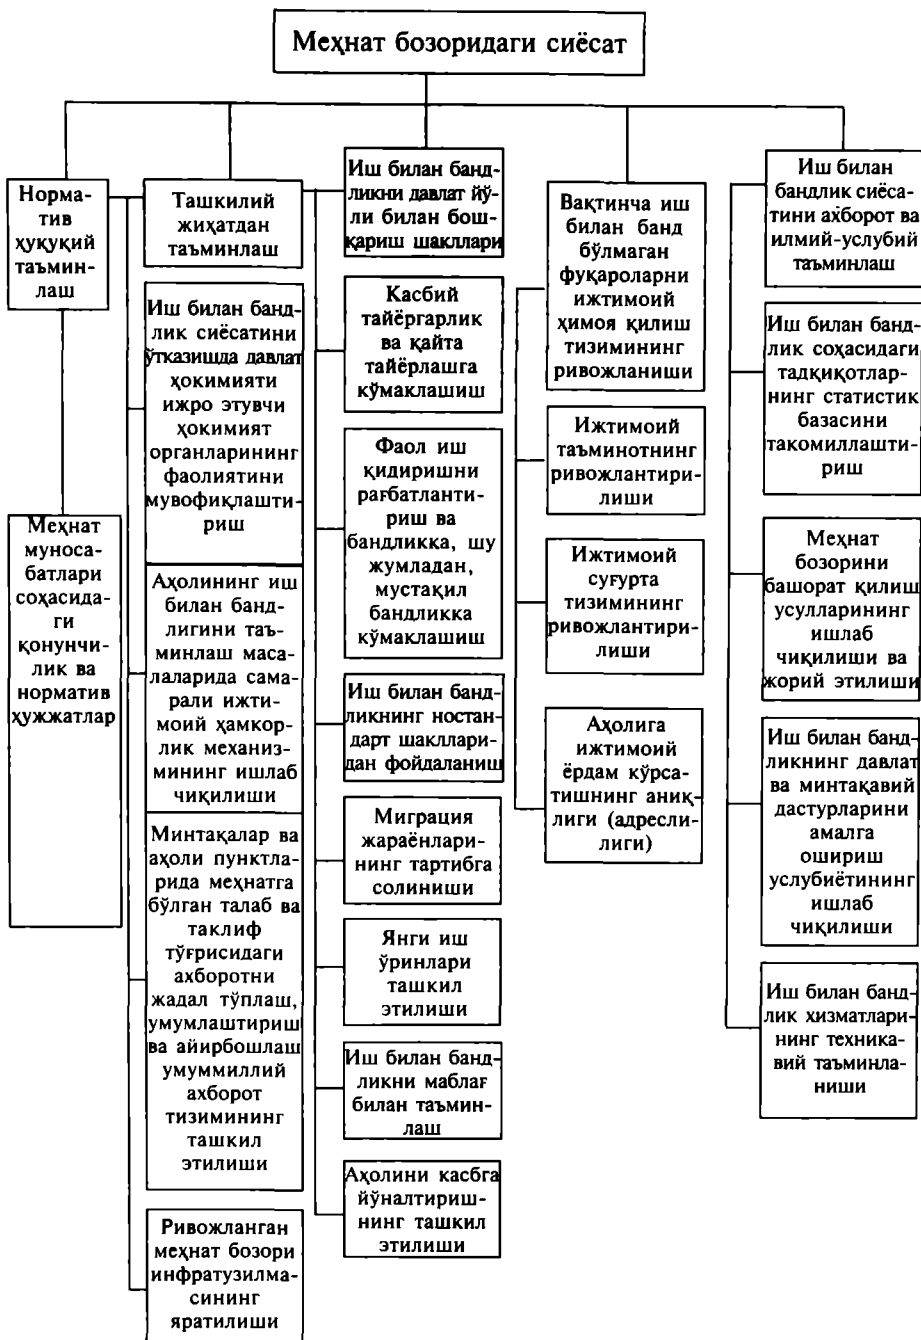 Меҳнат бозоридаги сиёсат
Норма-
тив
ҳуқуқий
таъмин-
лаш
Меҳнат
муноса-
батлари
соҳасида-
ги
қонунчи-
лик ва
норматив
ҳужжатлар
Ташкилий
жиҳатдан
таъминлаш
Иш билан банд-
лик сиёсатини
ўтказишда давлат
ҳокимияти
ижро этувчи
ҳокимият
органларининг
фаолиятини
мувофиқлашти-
риш
Аҳолининг иш
билан банд-
лигини таъ-
минлаш маса-
лаларида сама-
рали ижти-
моий ҳамкор-
лик механиз-
мининг ишлаб
чиқилиши
Минтақалар ва
аҳоли пунктла-
рида меҳнатга
бўлган талаб ва
таклиф
тўғрисидаги
ахборотни
жадал тўплаш,
умумлаштириш
ва айирбошлаш
умуммиллий
ахборот
тизимининг
ташкил
этилиши
Ривожланган
меҳнат бозори
инфратузилма-
сининг
яратилиши
Иш билан банд-
ликни давлат йў-
ли билан бош-
қариш шакллари
Касбий
тайёргарлик
ва қайта
тайёрлашга
кўмаклашиш
Фаол иш
қидиришни
рағбатланти-
риш ва
бандликка, шу
жумладан,
мустақил
бандликка
кўмаклашиш
Иш билан банд-
ликнинг ностан-
дарт шакллари-
дан фойдаланиш
Миграция
жараёнлари-
нинг тартибга
солиниши
Янги иш
ўринлари
ташкил
этилиши
Иш билан банд-
ликни маблағ
билан таъмин-
лаш
Аҳолини касбга
йўналтириш-
нинг ташкил
этилиши
Вақтинча иш
билан банд
бўлмаган
фуқароларни
ижтимоий
ҳимоя қилиш
тизимининг
ривожланиши
Ижтимоий
таъминотнинг
ривожлантири-
лиши
Ижтимоий
суғурта
тизимининг
ривожлантири-
лиши
Аҳолига
ижтимоий
ёрдам кўрса-
тишнинг аниқ-
лиги (адресли-
лиги)
Иш билан
бандлик сиёса-
тини ахборот ва
илмий-услубий
таъминлаш
Иш билан банд-
лик соҳасидаги
тадқиқотлар-
нинг статистик
базасини
такомиллашти-
риш
Меҳнат
бозорини
башорат қилиш
усулларининг
ишлаб
чиқилиши ва
жорий этилиши
Иш билан банд-
ликнинг давлат
ва минтақавий
дастурларини
амалга
ошириш
услубиётининг
ишлаб
чиқилиши
Иш билан банд-
лик хизматлари-
нинг техника-
вий таъминла-
ниши